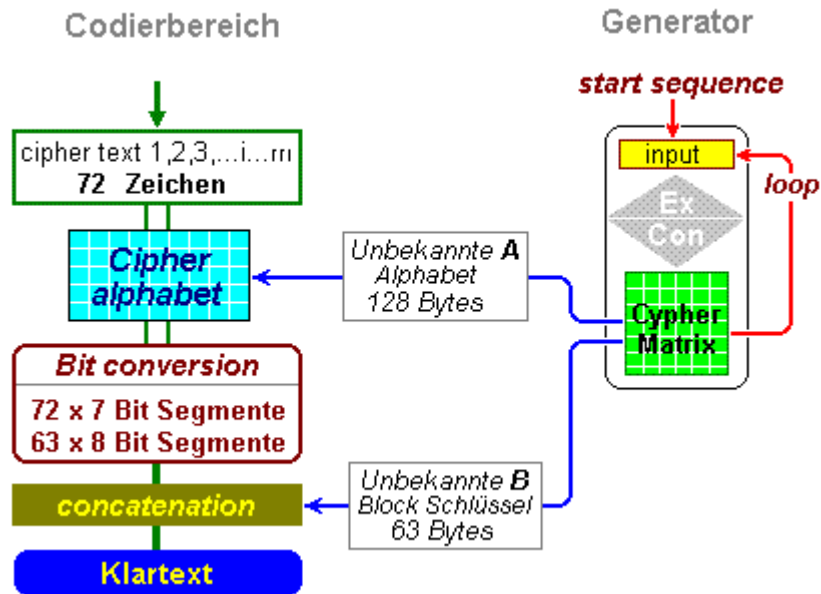 Codierbereich
cipher text 1,2,3,...i...m
72 Zeichen
Cipher
alphabet
Bit conversion
72 x 7 Bit Segmente
63 x 8 Bit Segmente
concatenation
Klartext
Unbekannte A
Alphabet
128 Bytes
Unbekannte B
Block Schlüssel
63 Bytes
Generator
start sequence
input
loop
Ex
Con
Cypher
Matrix